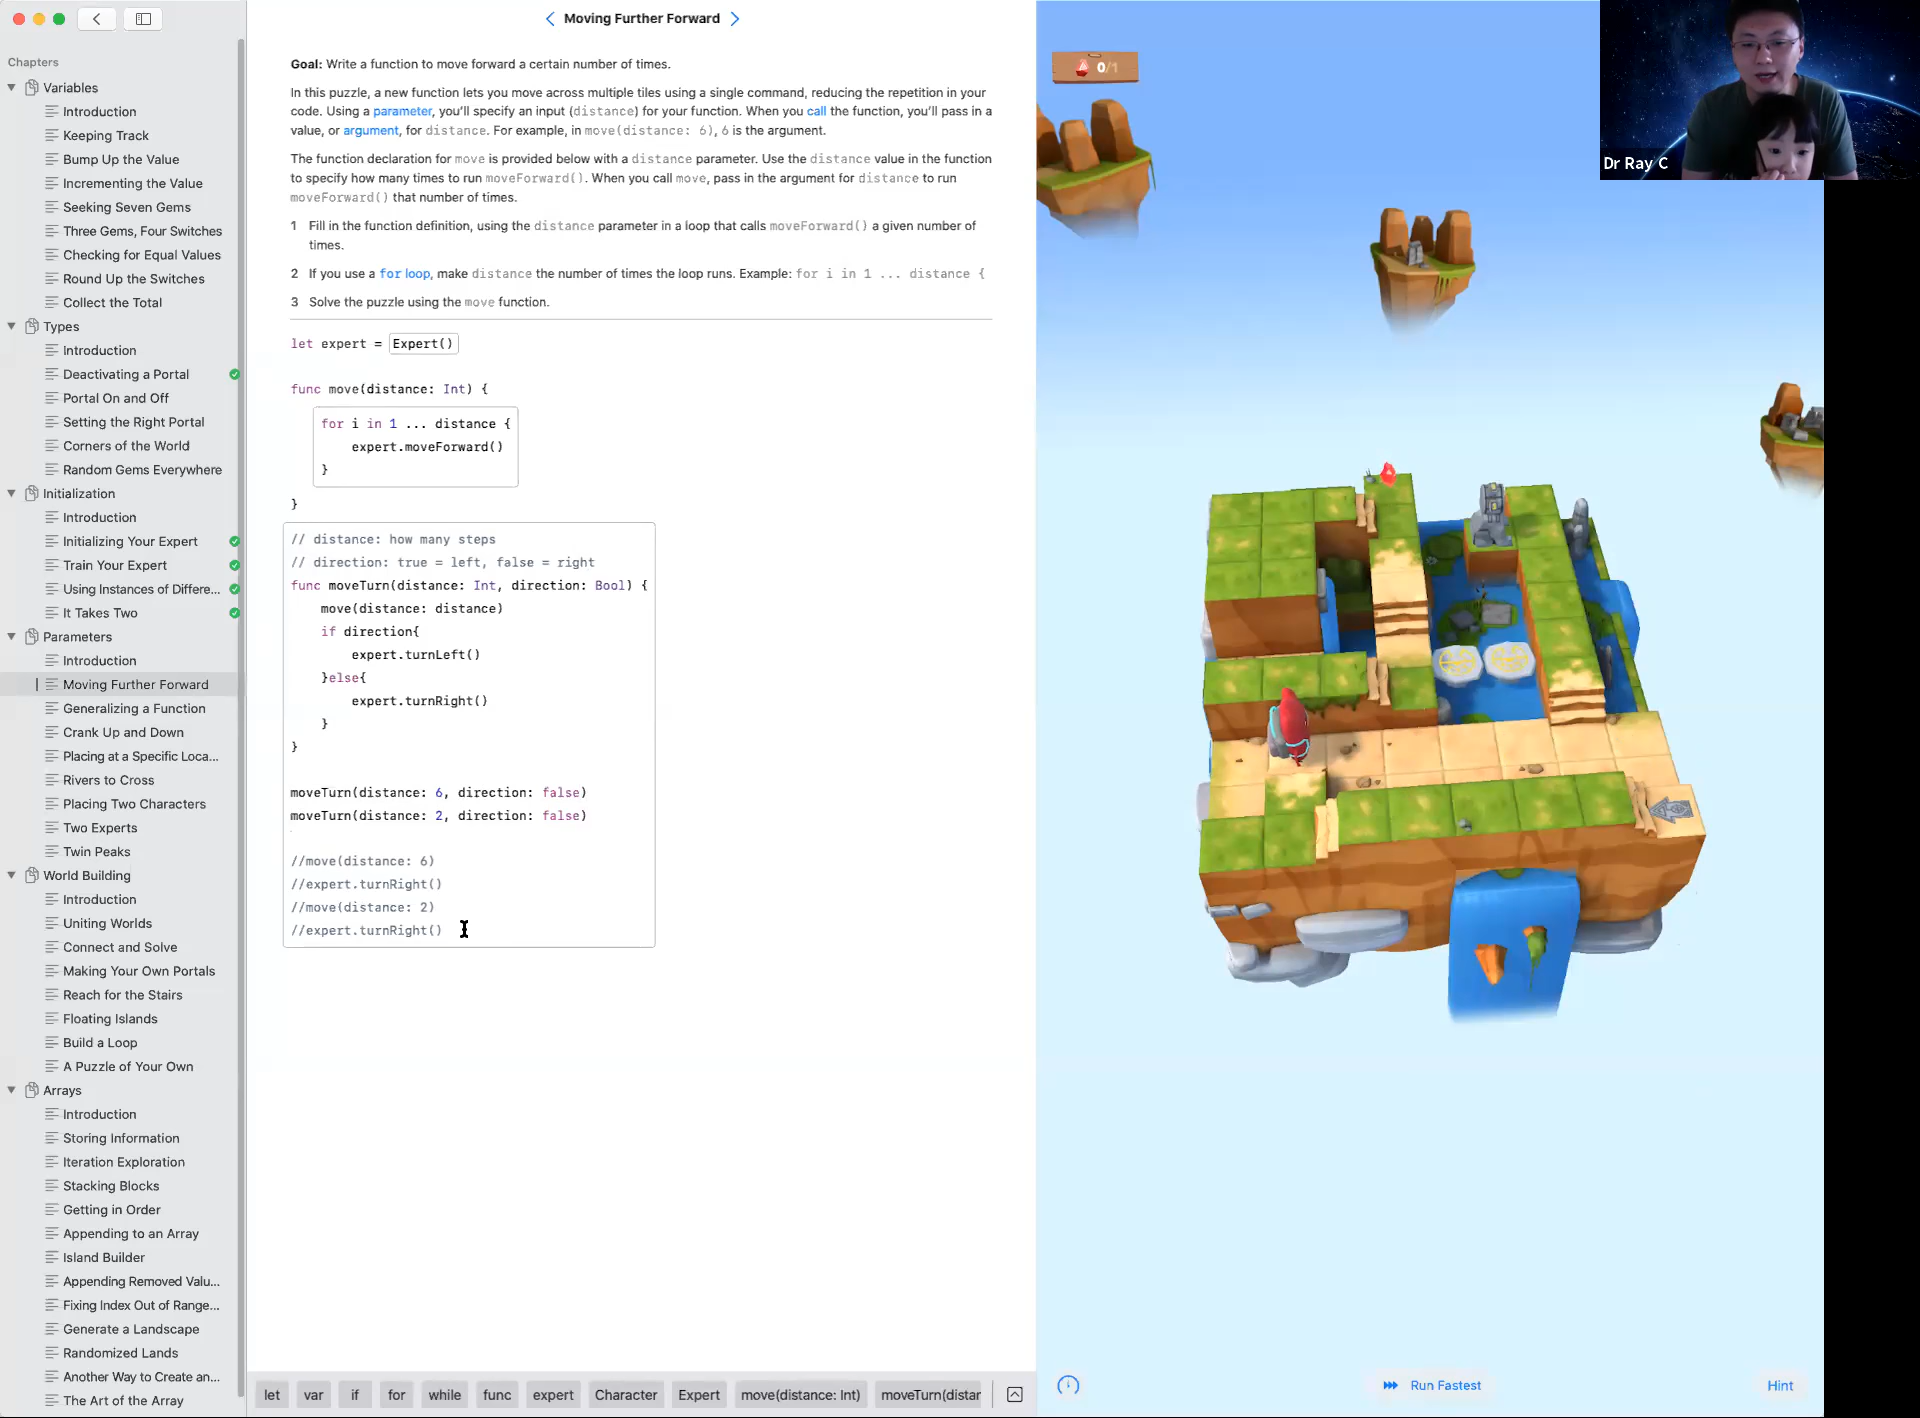 Chapters
Variables
Introduction
Keeping Track
Bump Up the Value
Incrementing the Value
Seeking Seven Gems
Three Gems, Four Switches
Checking for Equal Values
Round Up the Switches
Collect the Total
Types
Introduction
Deactivating a Portal
Portal On and Off
Setting the Right Portal
Corners of the World
Random Gems Everywhere
Initialization
Introduction
Initializing Your Expert
Train Your Expert
Using Instances of Differe...
It Takes Two
Parameters
Introduction
Moving Further Forward
Generalizing a Function
Crank Up and Down
Placing at a Specific Loca...
Rivers to Cross
Placing Two Characters
Two Experts
Twin Peaks
World Building
Introduction
Uniting Worlds
Connect and Solve
Making Your Own Portals
Reach for the Stairs
Floating Islands
Build a Loop
A Puzzle of Your Own
Arrays
Introduction
Storing Information
Iteration Exploration
Stacking Blocks
Getting in Order
Appending to an Array
Island Builder
Appending Removed Valu...
Fixing Index Out of Range...
Generate a Landscape
Randomized Lands
Another Way to Create an...
The Art of the Array
Moving Further Forward
Goal: Write a function to move forward a certain number of times.
In this puzzle, a new function lets you move across multiple tiles using a single command, reducing the repetition in your
code. Using a parameter, you'll specify an input (distance) for your function. When you call the function, you'll pass in a
value, or argument, for distance. For example, in move(distance: 6), 6 is the argument.
The function declaration for move is provided below with a distance parameter. Use the distance value in the function
to specify how many times to run moveForward(). When you call move, pass in the argument for distance to run
moveForward() that number of times.
1 Fill in the function definition, using the distance parameter in a loop that calls moveForward() a given number of
times.
2 If you use a for loop, make distance the number of times the loop runs. Example: for i in 1 ... distance {
3 Solve the puzzle using the move function.
let expert = Expert()
func move(distance: Int) {
for i in 1 ... distance {
expert.moveForward()
}
}
// distance: how many steps
// direction: true = left, false = right
func moveTurn(distance: Int, direction: Bool) {
move(distance: distance)
if direction{
expert.turnLeft()
}else{
expert.turnRight()
}
}
moveTurn(distance: 6, direction: false)
moveTurn(distance: 2, direction: false)
//move(distance: 6)
//expert.turnRight()
//move(distance: 2)
//expert.turnRight()
let var if for while func expert Character Expert move(distance: Int) moveTurn(distar
0/1
Dr Ray C
Run Fastest
Hint